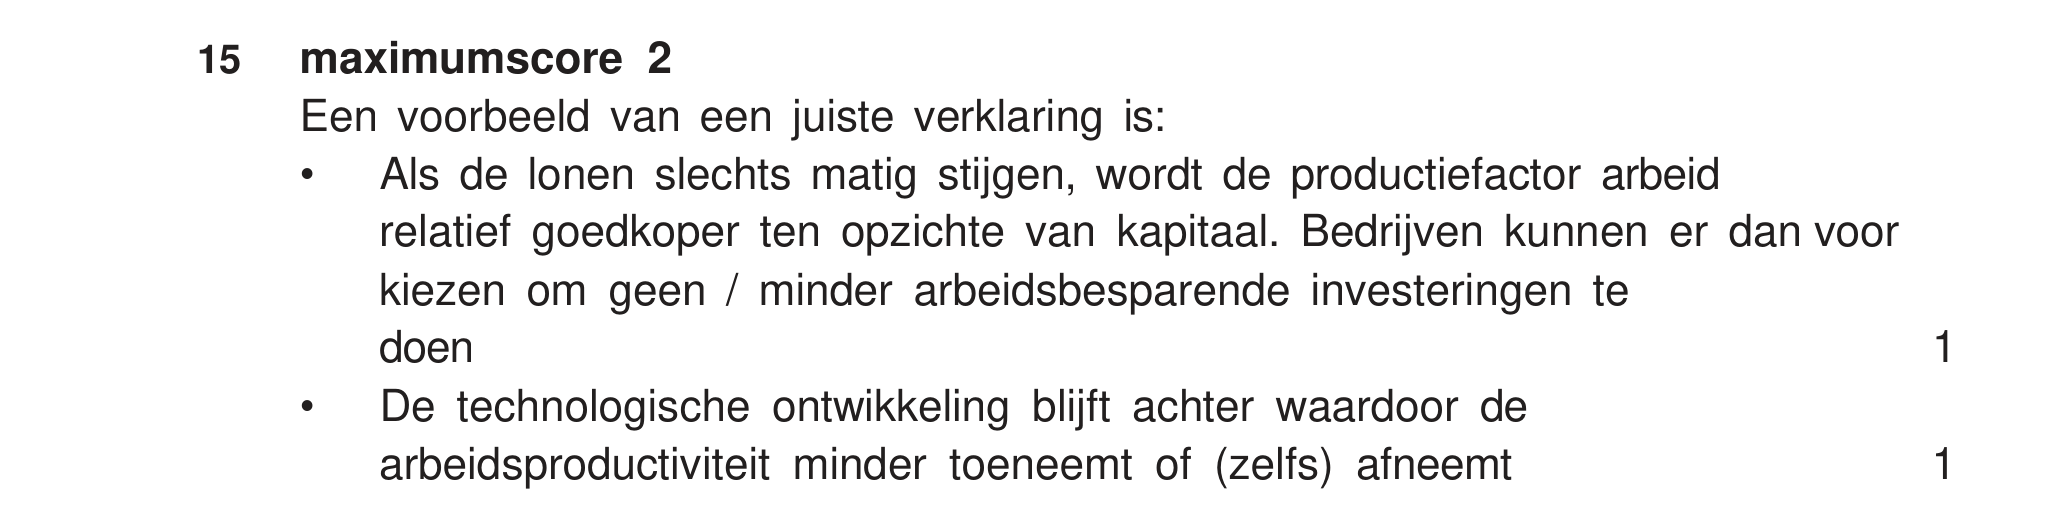 15 maximumscore 2
Een voorbeeld van een juiste verklaring is:
• Als de lonen slechts matig stijgen, wordt de productiefactor arbeid
relatief goedkoper ten opzichte van kapitaal. Bedrijven kunnen er dan voor
kiezen om geen / minder arbeidsbesparende investeringen te
doen 1
• De technologische ontwikkeling blijft achter waardoor de
arbeidsproductiviteit minder toeneemt of (zelfs) afneemt 1